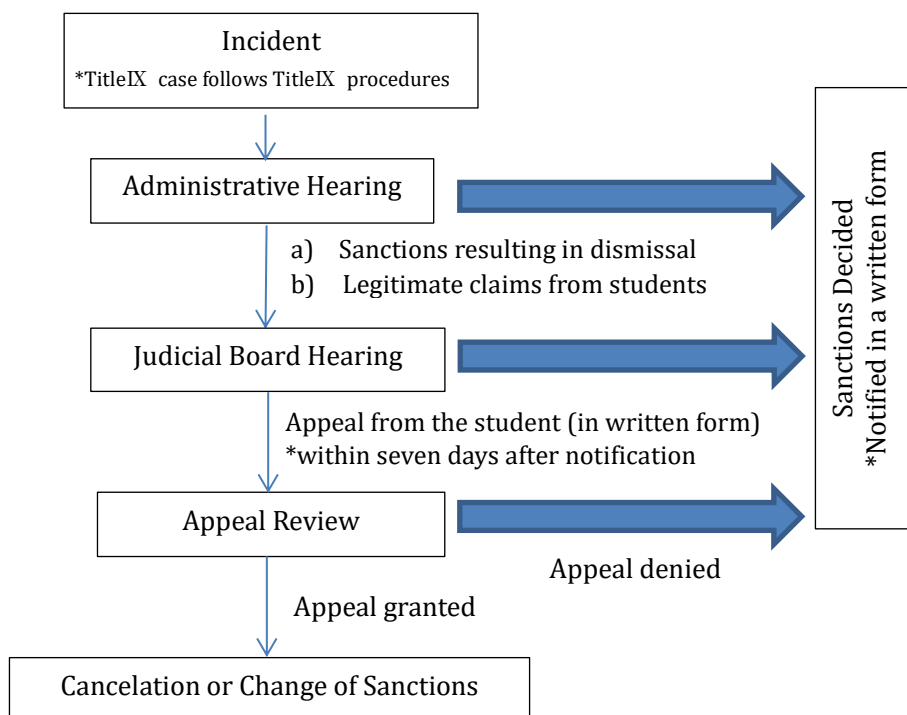 Incident
*TitleIX case follows TitleIX procedures
Administrative Hearing
a) Sanctions resulting in dismissal
b) Legitimate claims from students
Judicial Board Hearing
Appeal from the student (in written form)
*within seven days after notification
Appeal Review
Appeal denied
Appeal granted
Cancelation or Change of Sanctions
Sanctions Decided
*Notified in a written form